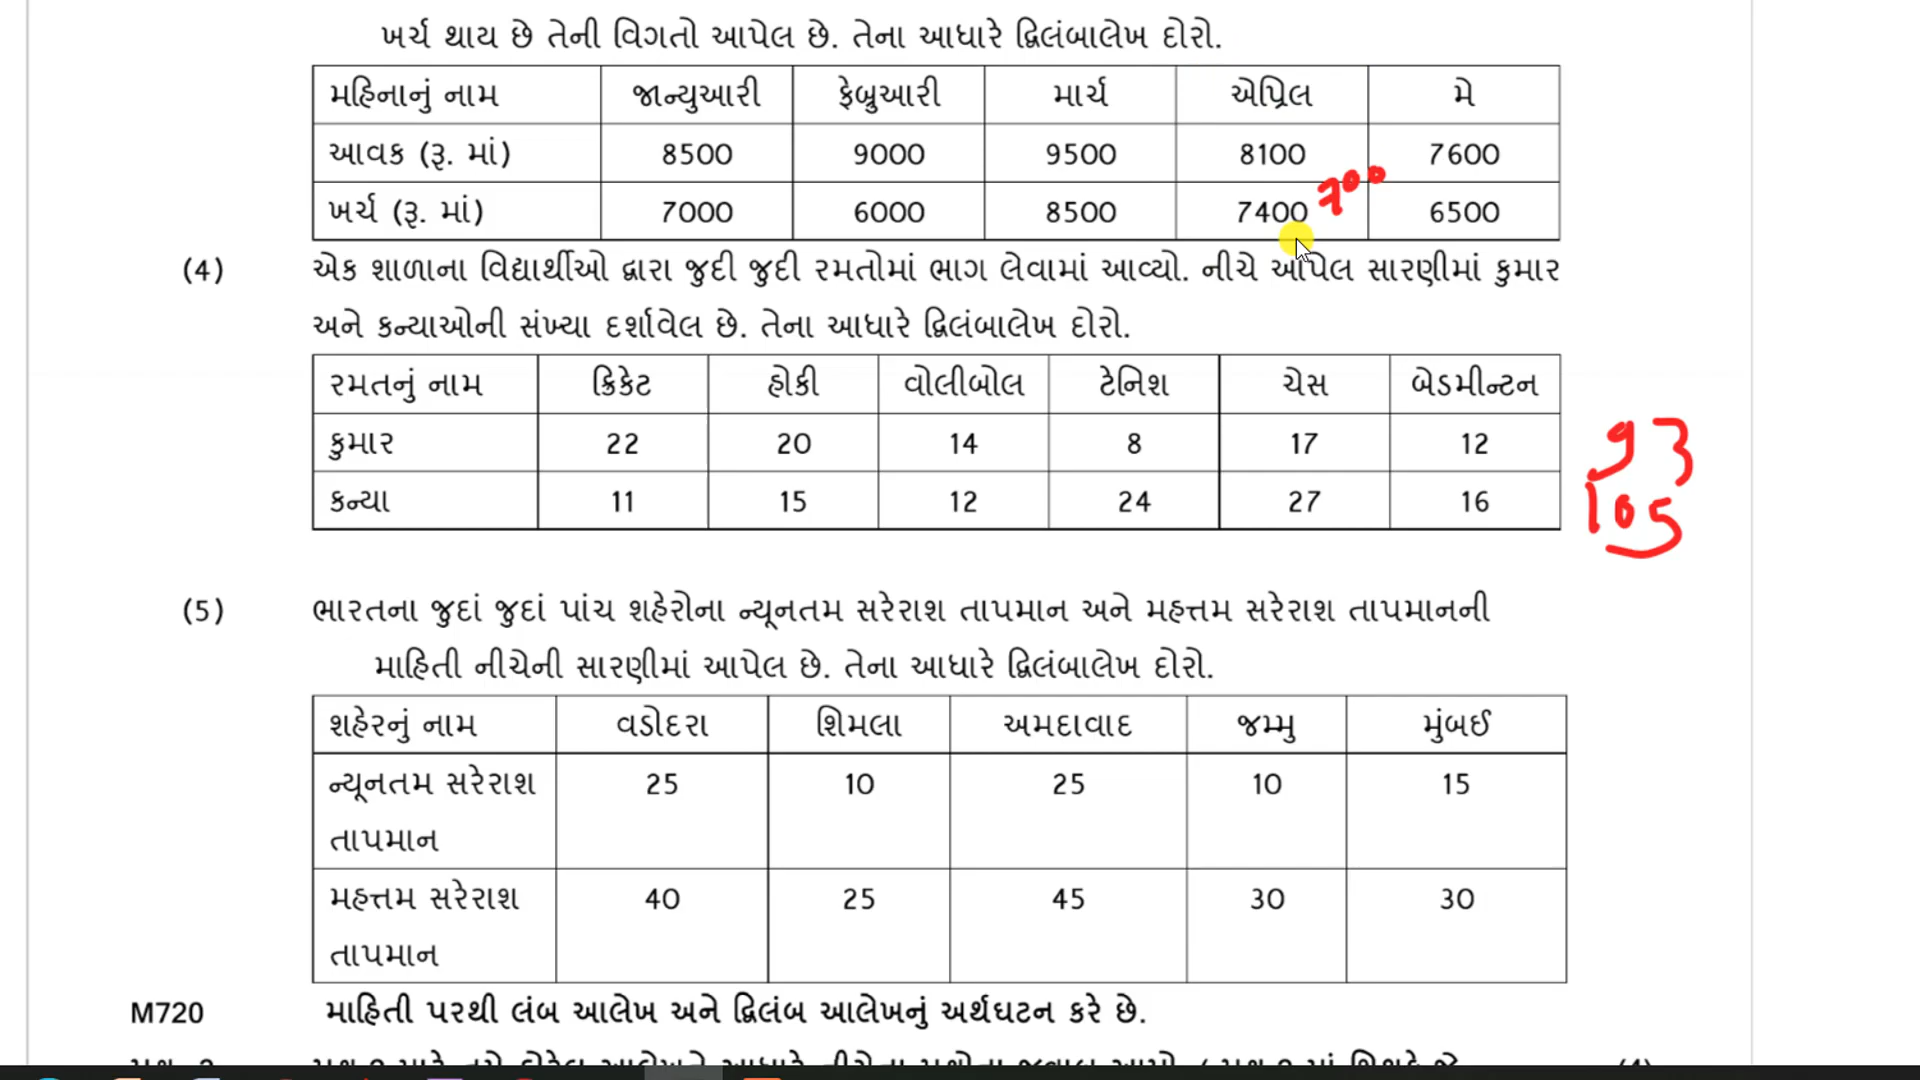 ખર્ચ થાય છે તેની વિગતો આપેલ છે. તેના આધારે દ્વિલંબાલેખ દોરો.
મહિનાનું નામ જાન્યુઆરી ફેબ્રુઆરી માર્ચ એપ્રિલ મે
આવક (રૂ. માં) 8500 9000 9500 8100 7600
ખર્ચ (રૂ. માં) 7000 6000 8500 7400 700 6500
(4) એક શાળાના વિદ્યાર્થીઓ દ્વારા જુદી જુદી રમતોમાં ભાગ લેવામાં આવ્યો. નીચે આપેલ સારણીમાં કુમાર
અને કન્યાઓની સંખ્યા દર્શાવેલ છે. તેના આધારે દ્વિલંબાલેખ દોરો.
રમતનું નામ ક્રિકેટ હોકી વોલીબોલ ટેનિશ ચેસ બેડમીન્ટન
કુમાર 22 20 14 8 17 12 93
કન્યા 11 15 12 24 27 16 105
(5) ભારતના જુદાં જુદાં પાંચ શહેરોના ન્યૂનતમ સરેરાશ તાપમાન અને મહત્તમ સરેરાશ તાપમાનની
માહિતી નીચેની સારણીમાં આપેલ છે. તેના આધારે દ્વિલંબાલેખ દોરો.
શહેરનું નામ વડોદરા શિમલા અમદાવાદ જમ્મુ મુંબઈ
ન્યૂનતમ સરેરાશ 25 10 25 10 15
તાપમાન
મહત્તમ સરેરાશ 40 25 45 30 30
તાપમાન
M720 માહિતી પરથી લંબ આલેખ અને દ્વિલંબ આલેખનું અર્થઘટન કરે છે.